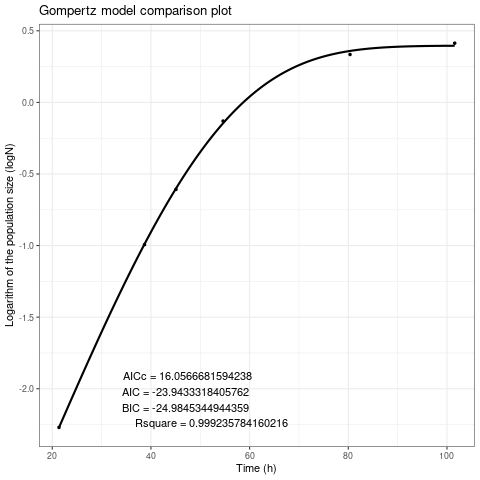 Gompertz model comparison plot
0.5
0.0
-0.5
-1.0
-1.5
-2.0
Logarithm of the population size (logN)
AICc = 16.0566681594238
AIC = -23.9433318405762
BIC = -24.9845344944359
Rsquare = 0.999235784160216
20 40 60 80 100
Time (h)